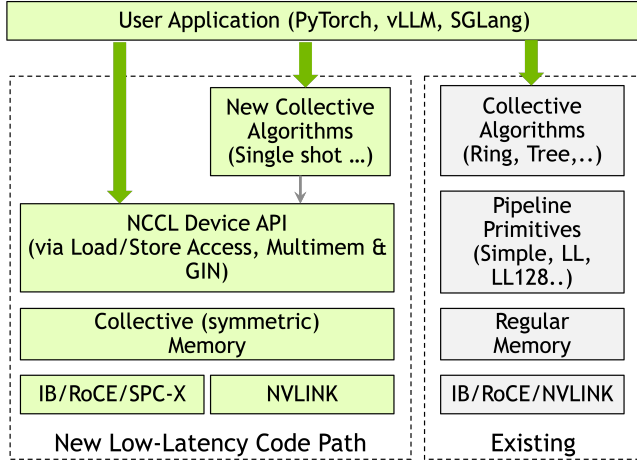 User Application (PyTorch, vLLM, SGLang)
New Collective
Algorithms
(Single shot …)
NCCL Device API
(via Load/Store Access, Multimem &
GIN)
Collective (symmetric)
Memory
IB/RoCE/SPC-X
NVLINK
New Low-Latency Code Path
Collective
Algorithms
(Ring, Tree,..)
Pipeline
Primitives
(Simple, LL,
LL128..)
Regular
Memory
IB/RoCE/NVLINK
Existing